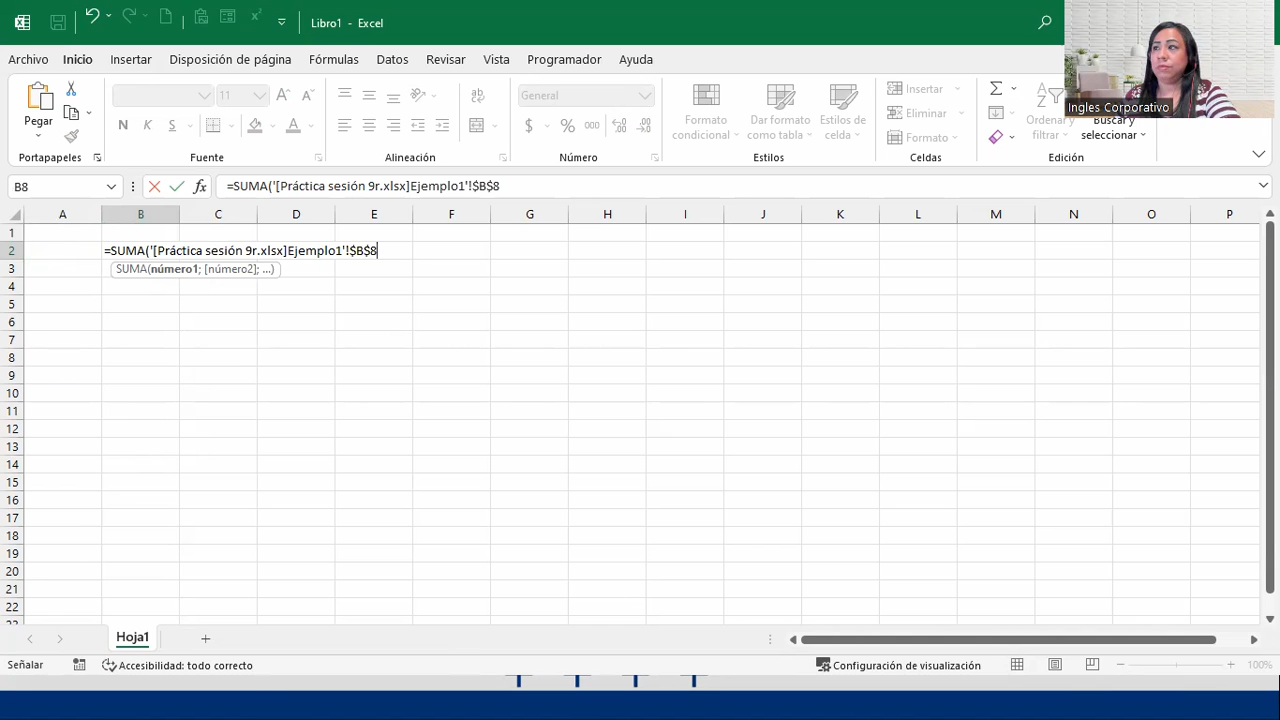 Libro1 - Excel
Archivo Inicio Insertar Disposición de página Fórmulas Datos Revisar Vista Programador Ayuda
Ingles Corporativo
Pegar
11
N K S
$ % 000
Formato condicional
Dar formato como tabla
Estilos de celda
Insertar
Eliminar
Formato
Ordenar y filtrar
Buscar y seleccionar
Portapapeles Fuente Alineación Número Estilos Celdas Edición
B8 fx =SUMA('[Práctica sesión 9r.xlsx]Ejemplo1'!$B$8
A B C D E F G H I J K L M N O P
1
2 =SUMA('[Práctica sesión 9r.xlsx]Ejemplo1'!$B$8
3 SUMA(número1; [número2]; ...)
4
5
6
7
8
9
10
11
12
13
14
15
16
17
18
19
20
21
22
Hoja1
Señalar Accesibilidad: todo correcto Configuración de visualización 100%